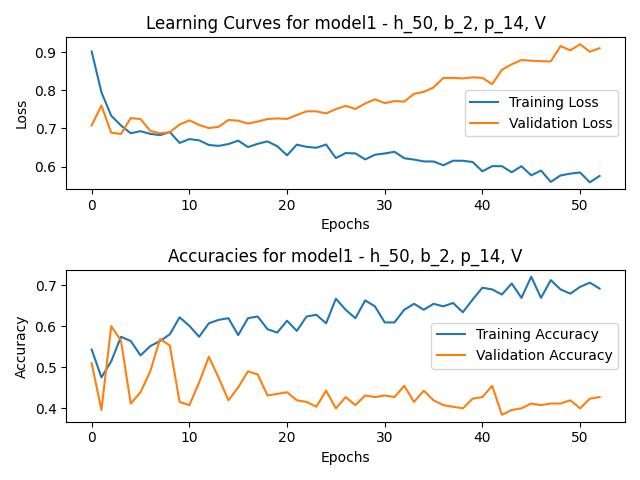 Learning Curves for model1 - h_50, b_2, p_14, V
0.9
0.8
0.7
0.6
Loss
Training Loss
Validation Loss
0 10 20 30 40 50
Epochs
Accuracies for model1 - h_50, b_2, p_14, V
0.7
0.6
0.5
0.4
Accuracy
Training Accuracy
Validation Accuracy
0 10 20 30 40 50
Epochs